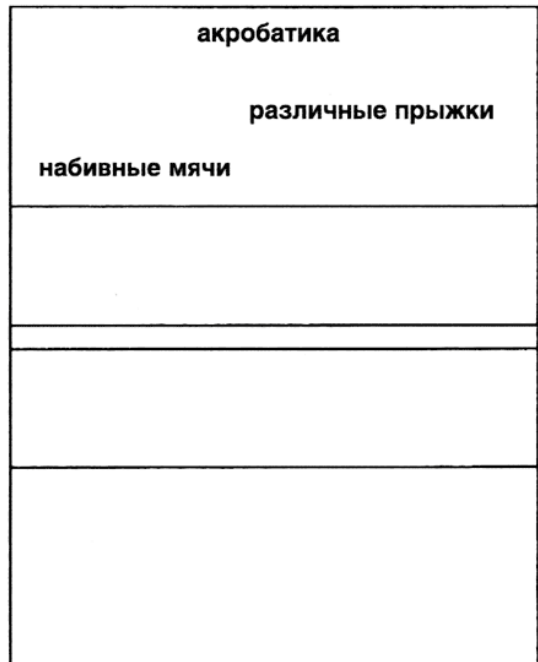 акробатика
различные прыжки
набивные мячи